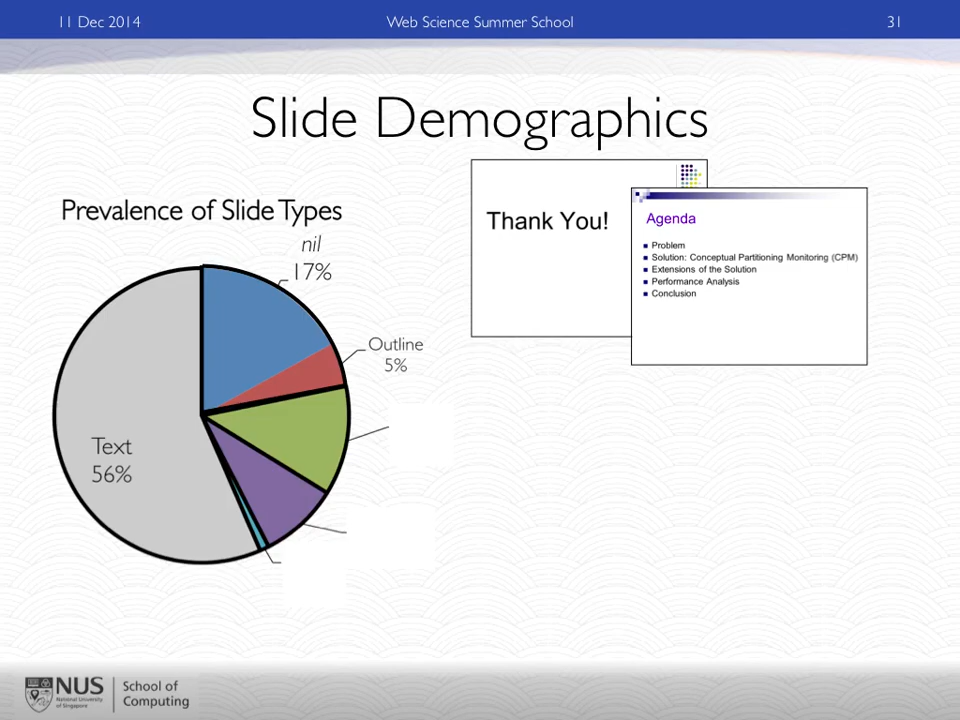 11 Dec 2014
Web Science Summer School
31
Slide Demographics
Prevalence of Slide Types
nil
17%
Outline
5%
Text
56%
Thank You!
Agenda
Problem
Solution: Conceptual Partitioning Monitoring (CPM)
Extensions of the Solution
Performance Analysis
Conclusion
NUS
National University
of Singapore
School of
Computing